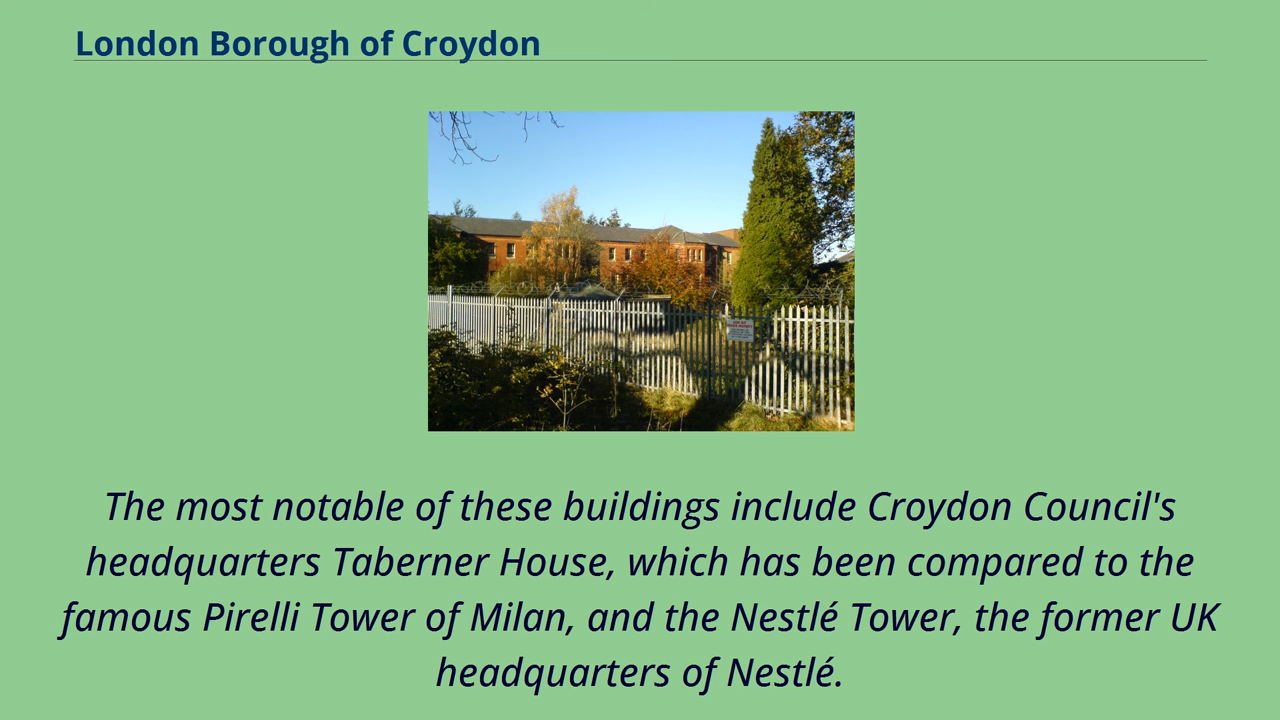 London Borough of Croydon
The most notable of these buildings include Croydon Council's
headquarters Taberner House, which has been compared to the
famous Pirelli Tower of Milan, and the Nestlé Tower, the former UK
headquarters of Nestlé.